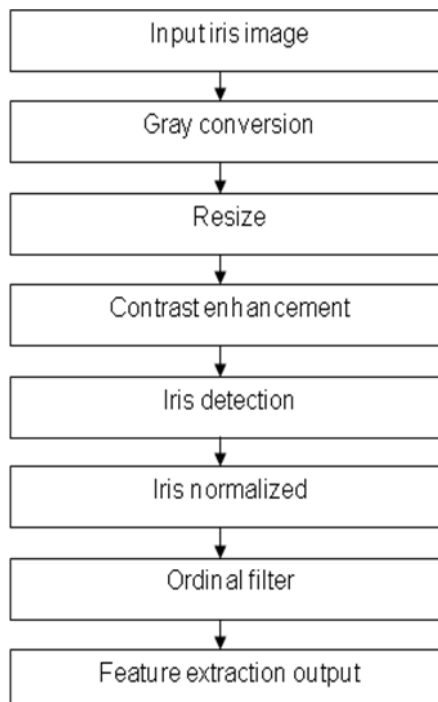 Input iris image
Gray conversion
Resize
Contrast enhancement
Iris detection
Iris normalized
Ordinal filter
Feature extraction output